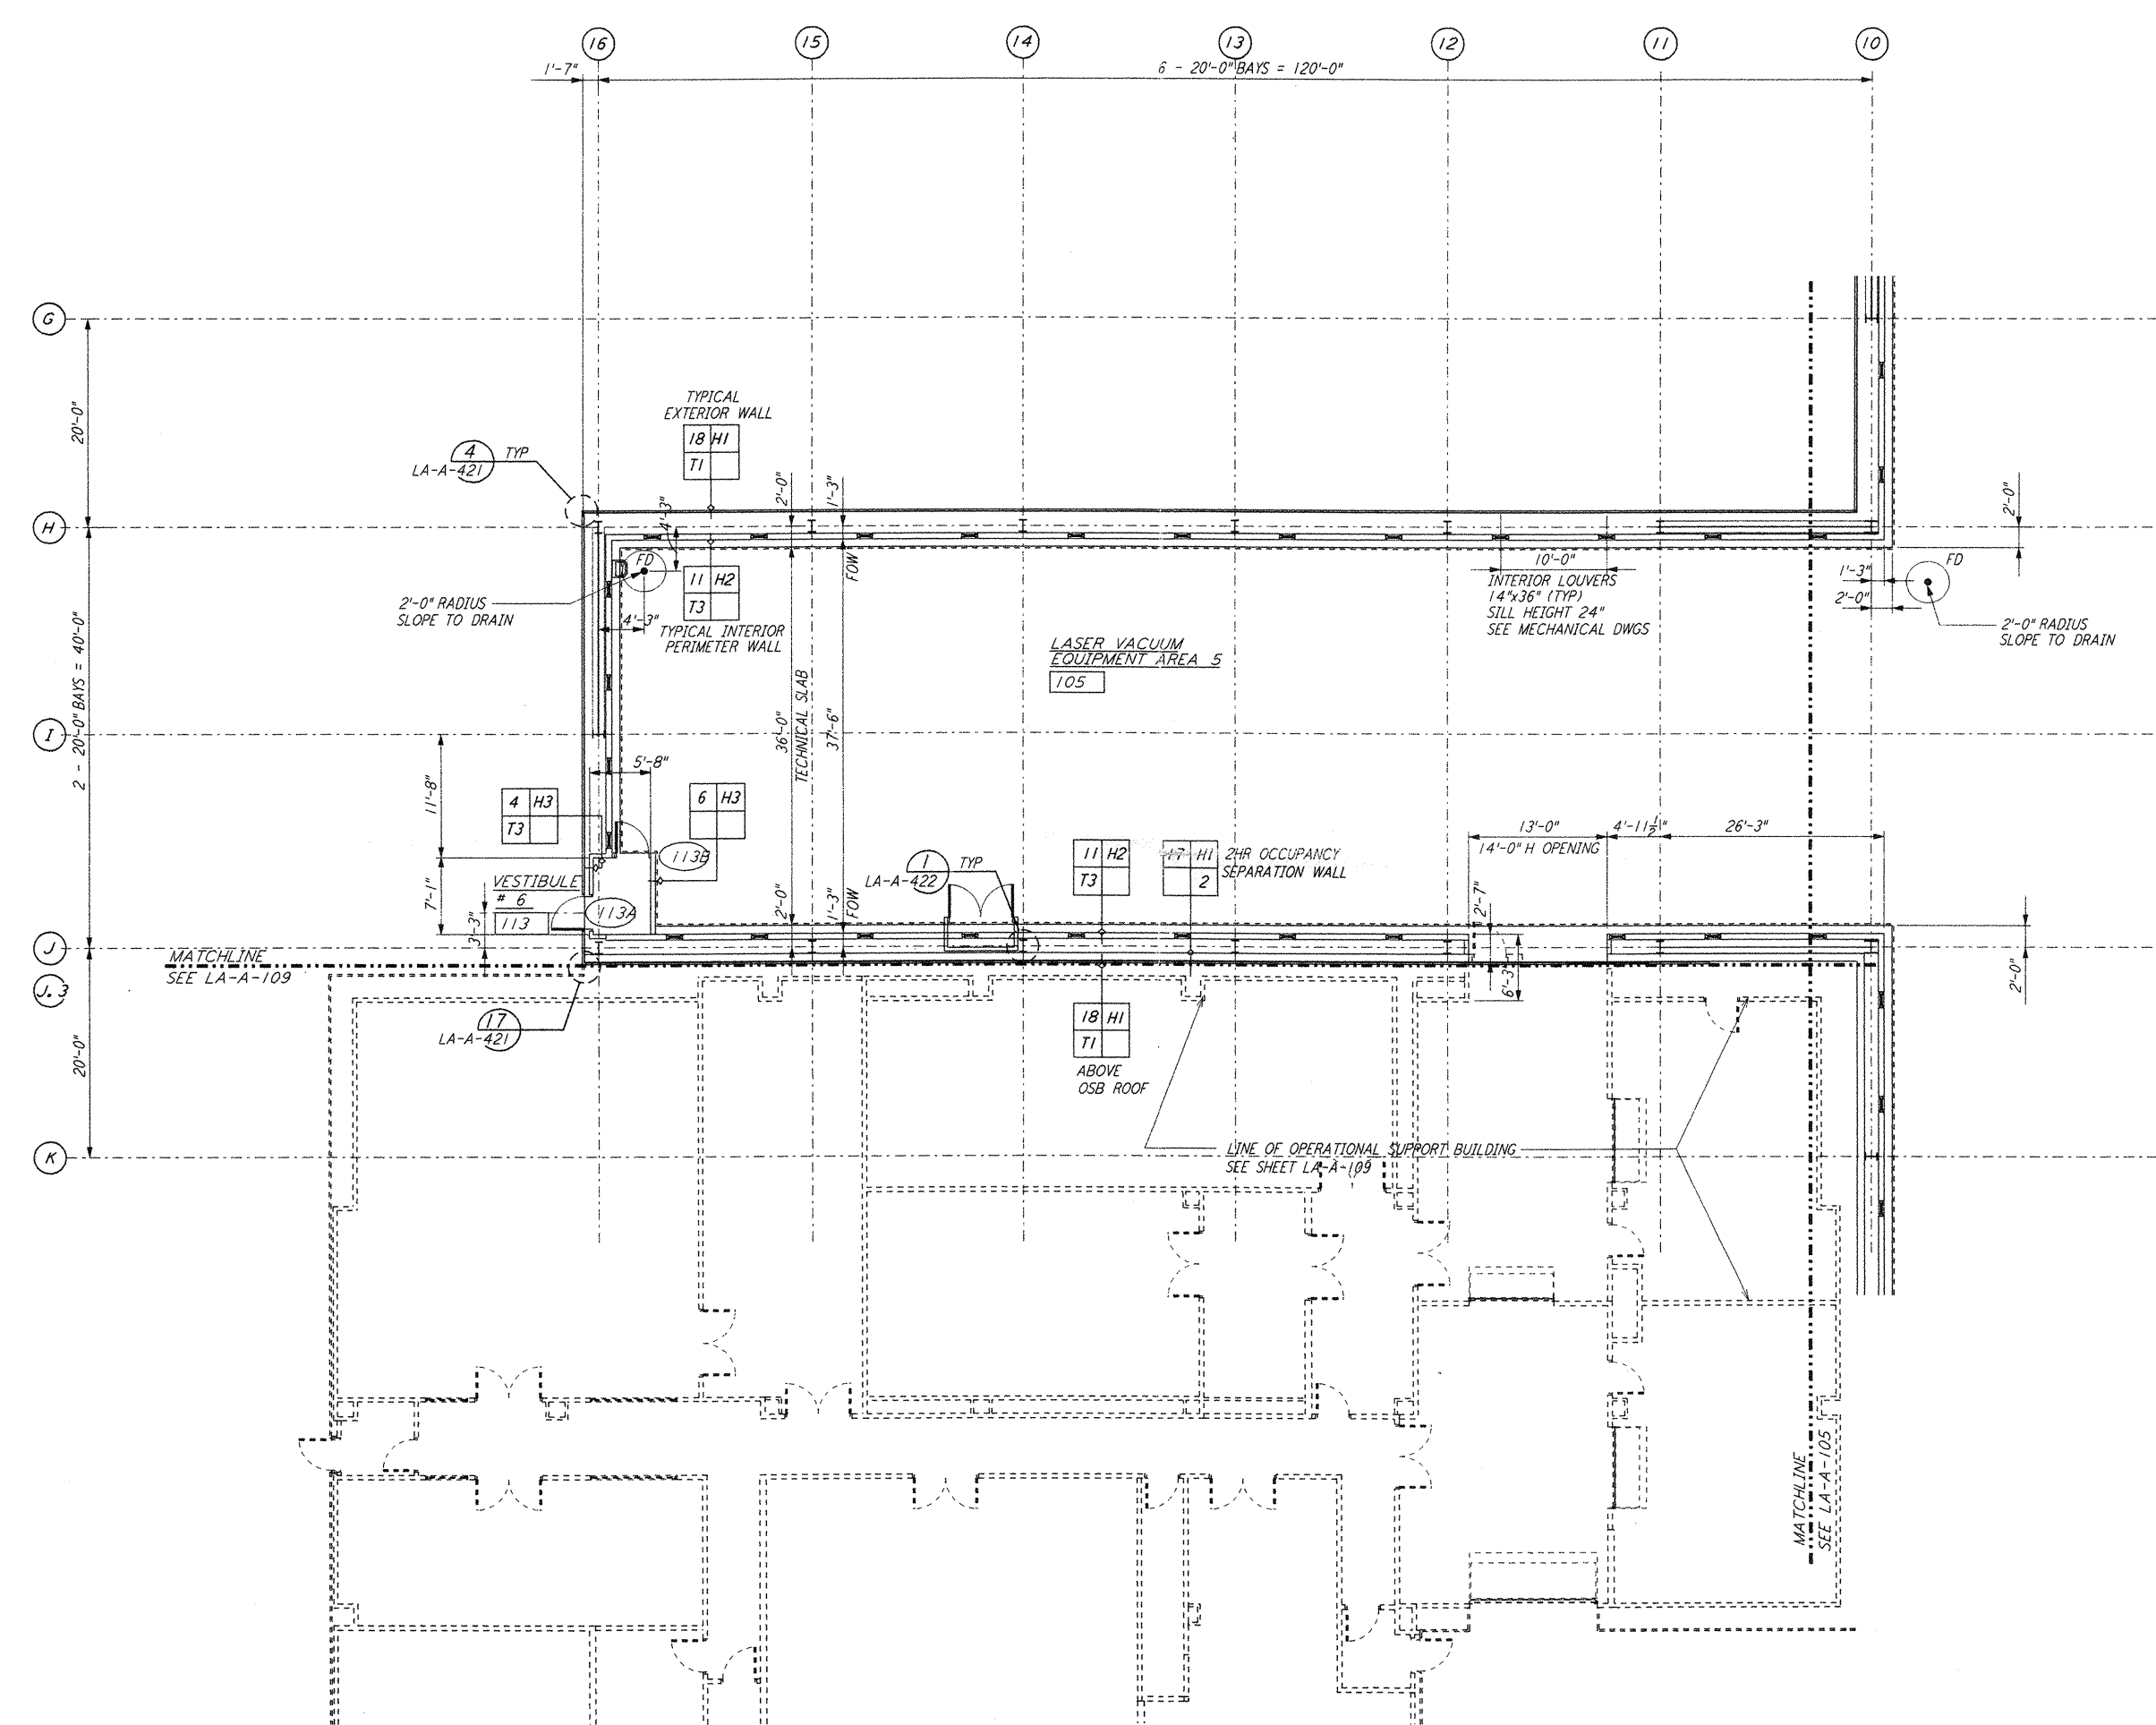 16
15
14
13
12
11
10
1'-7"
6 - 20'-0" BAYS = 120'-0"
G
20'-0"
TYPICAL
EXTERIOR WALL
18 H1
T1
4
TYP
LA-A-421
2'-0"
1'-3"
4'-3"
2'-0"
H
FD
FOW
10'-0"
FD
11 H2
T3
INTERIOR LOUVERS
14"x36" (TYP)
SILL HEIGHT 24"
SEE MECHANICAL DWGS
1'-3"
2'-0"
2'-0" RADIUS
SLOPE TO DRAIN
4'-3"
TYPICAL INTERIOR
PERIMETER WALL
2'-0" RADIUS
SLOPE TO DRAIN
LASER VACUUM
EQUIPMENT AREA 5
105
2 - 20'-0" BAYS = 40'-0"
36'-0"
TECHNICAL SLAB
37'-6"
I
5'-8"
11'-8"
4 H3
T3
6 H3
13'-0"
4'-11 1/2"
26'-3"
14'-0" H OPENING
113B
1
TYP
LA-A-422
11 H2
T3
17 H1
2
2HR OCCUPANCY
SEPARATION WALL
VESTIBULE
# 6
113
113A
7'-1"
3'-3"
2'-0"
1'-3"
FOW
2'-7"
6'-3"
2'-0"
J
MATCHLINE
SEE LA-A-109
J.3
17
LA-A-421
18 H1
T1
ABOVE
OSB ROOF
20'-0"
K
LINE OF OPERATIONAL SUPPORT BUILDING
SEE SHEET LA-A-109
MATCHLINE
SEE LA-A-105